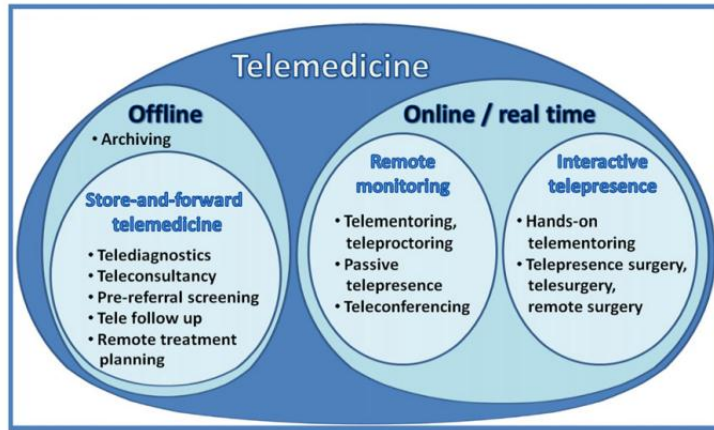 Telemedicine
Offline
• Archiving
Store-and-forward
telemedicine
• Telediagnostics
• Teleconsultancy
• Pre-referral screening
• Tele follow up
• Remote treatment
planning
Online / real time
Remote
monitoring
• Telementoring,
teleproctoring
• Passive
telepresence
• Teleconferencing
Interactive
telepresence
• Hands-on
telementoring
• Telepresence surgery,
telesurgery,
remote surgery